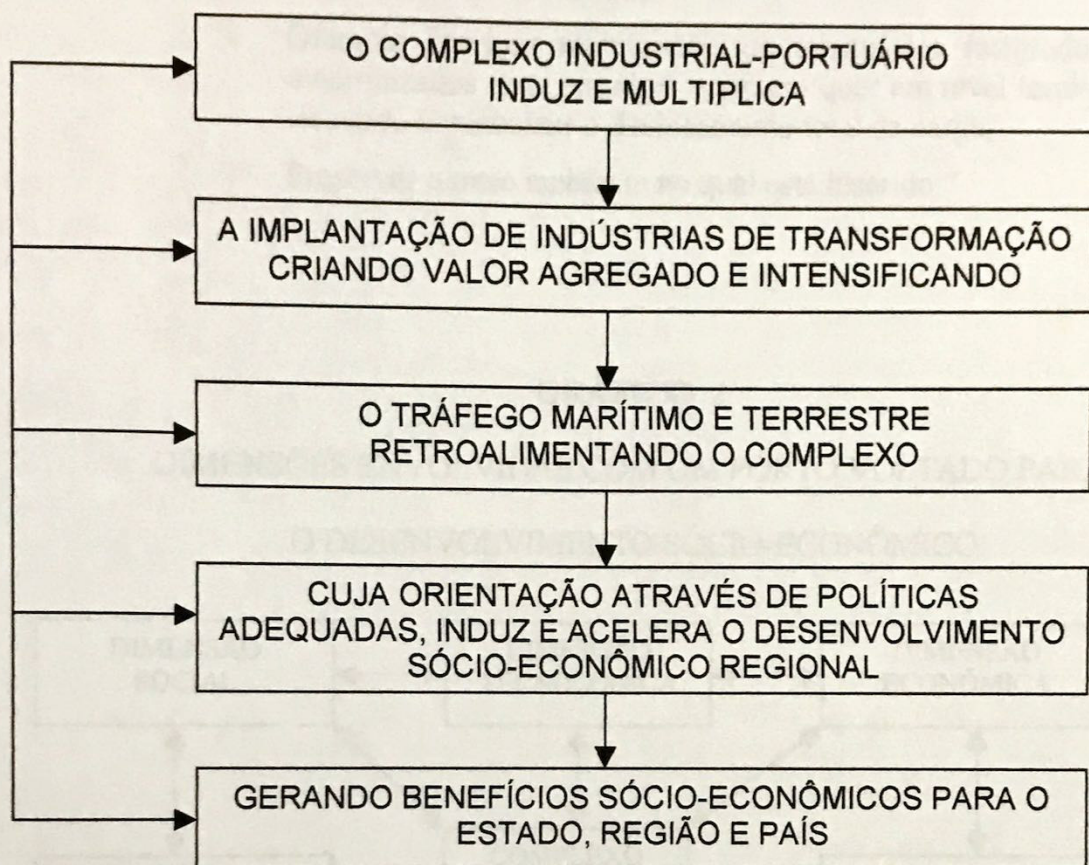 O COMPLEXO INDUSTRIAL-PORTUÁRIO
INDUZ E MULTIPLICA
A IMPLANTAÇÃO DE INDÚSTRIAS DE TRANSFORMAÇÃO
CRIANDO VALOR AGREGADO E INTENSIFICANDO
O TRÁFEGO MARÍTIMO E TERRESTRE
RETROALIMENTANDO O COMPLEXO
CUJA ORIENTAÇÃO ATRAVÉS DE POLÍTICAS
ADEQUADAS, INDUZ E ACELERA O DESENVOLVIMENTO
SÓCIO-ECONÔMICO REGIONAL
GERANDO BENEFÍCIOS SÓCIO-ECONÔMICOS PARA O
ESTADO, REGIÃO E PAÍS